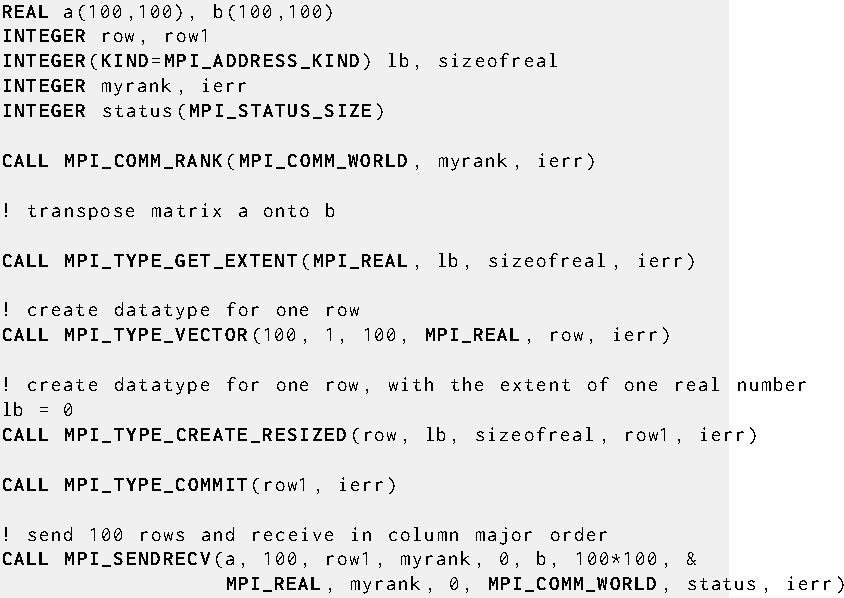 REAL a(100,100), b(100,100)
INTEGER row, row1
INTEGER(KIND=MPI_ADDRESS_KIND) lb, sizeofreal
INTEGER myrank, ierr
INTEGER status(MPI_STATUS_SIZE)
CALL MPI_COMM_RANK(MPI_COMM_WORLD, myrank, ierr)
! transpose matrix a onto b
CALL MPI_TYPE_GET_EXTENT(MPI_REAL, lb, sizeofreal, ierr)
! create datatype for one row
CALL MPI_TYPE_VECTOR(100, 1, 100, MPI_REAL, row, ierr)
! create datatype for one row, with the extent of one real number
lb = 0
CALL MPI_TYPE_CREATE_RESIZED(row, lb, sizeofreal, row1, ierr)
CALL MPI_TYPE_COMMIT(row1, ierr)
! send 100 rows and receive in column major order
CALL MPI_SENDRECV(a, 100, row1, myrank, 0, b, 100*100, &
MPI_REAL, myrank, 0, MPI_COMM_WORLD, status, ierr)